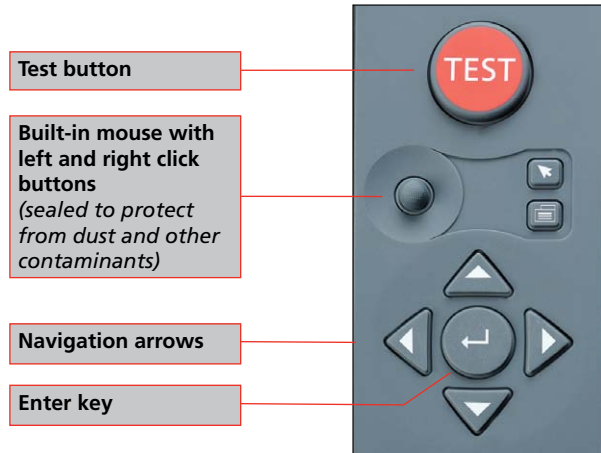 TEST
Test button
Built-in mouse with
left and right click
buttons
(sealed to protect
from dust and other
contaminants)
Navigation arrows
Enter key